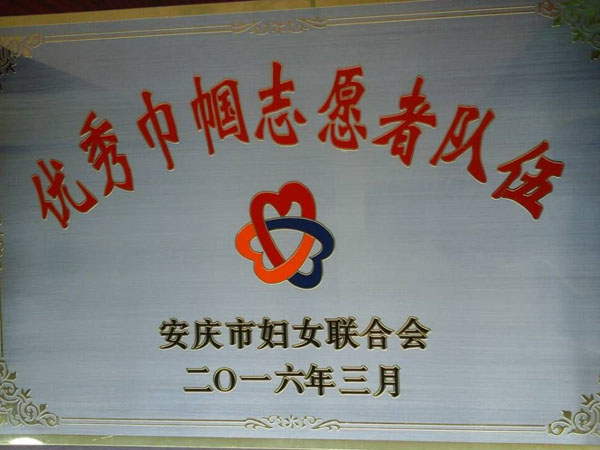 优秀巾帼志愿者队伍
安庆市妇女联合会
二O一六年三月